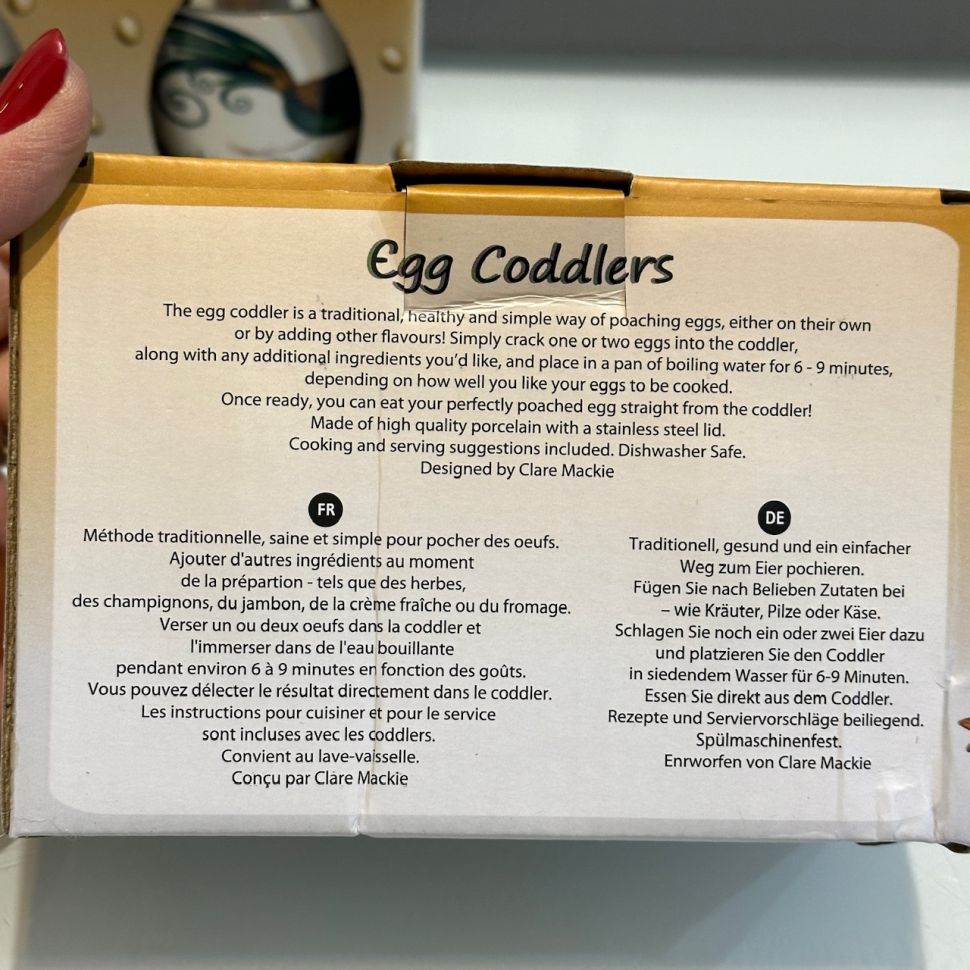 Egg Coddlers
The egg coddler is a traditional, healthy and simple way of poaching eggs, either on their own
or by adding other flavours! Simply crack one or two eggs into the coddler,
along with any additional ingredients you'd like, and place in a pan of boiling water for 6 - 9 minutes,
depending on how well you like your eggs to be cooked.
Once ready, you can eat your perfectly poached egg straight from the coddler!
Made of high quality porcelain with a stainless steel lid.
Cooking and serving suggestions included. Dishwasher Safe.
Designed by Clare Mackie
FR
Méthode traditionnelle, saine et simple pour pocher des oeufs.
Ajouter d'autres ingrédients au moment
de la prépartion - tels que des herbes,
des champignons, du jambon, de la crème fraîche ou du fromage.
Verser un ou deux oeufs dans la coddler et
l'immerser dans de l'eau bouillante
pendant environ 6 à 9 minutes en fonction des goûts.
Vous pouvez délecter le résultat directement dans le coddler.
Les instructions pour cuisiner et pour le service
sont incluses avec les coddlers.
Convient au lave-vaisselle.
Conçu par Clare Mackie
DE
Traditionell, gesund und ein einfacher
Weg zum Eier pochieren.
Fügen Sie nach Belieben Zutaten bei
– wie Kräuter, Pilze oder Käse.
Schlagen Sie noch ein oder zwei Eier dazu
und platzieren Sie den Coddler
in siedendem Wasser für 6-9 Minuten.
Essen Sie direkt aus dem Coddler.
Rezepte und Serviervorschläge beiliegend.
Spülmaschinenfest.
Enrworfen von Clare Mackie